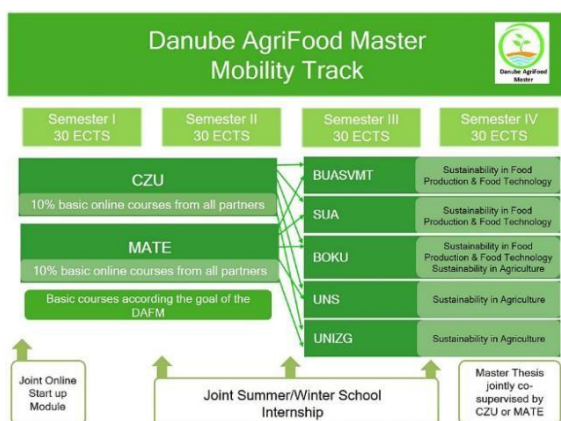 Danube AgriFood Master
Mobility Track
Danube AgriFood
Master
Semester I
30 ECTS
Semester II
30 ECTS
Semester III
30 ECTS
Semester IV
30 ECTS
CZU
10% basic online courses from all partners
MATE
10% basic online courses from all partners
Basic courses according the goal of the
DAFM
BUASVMT
Sustainability in Food
Production & Food Technology
SUA
Sustainability in Food
Production & Food Technology
BOKU
Sustainability in Food
Production & Food Technology
Sustainability in Agriculture
UNS
Sustainability in Agriculture
UNIZG
Sustainability in Agriculture
Joint Online
Start up
Module
Joint Summer/Winter School
Internship
Master Thesis
jointly co-
supervised by
CZU or MATE